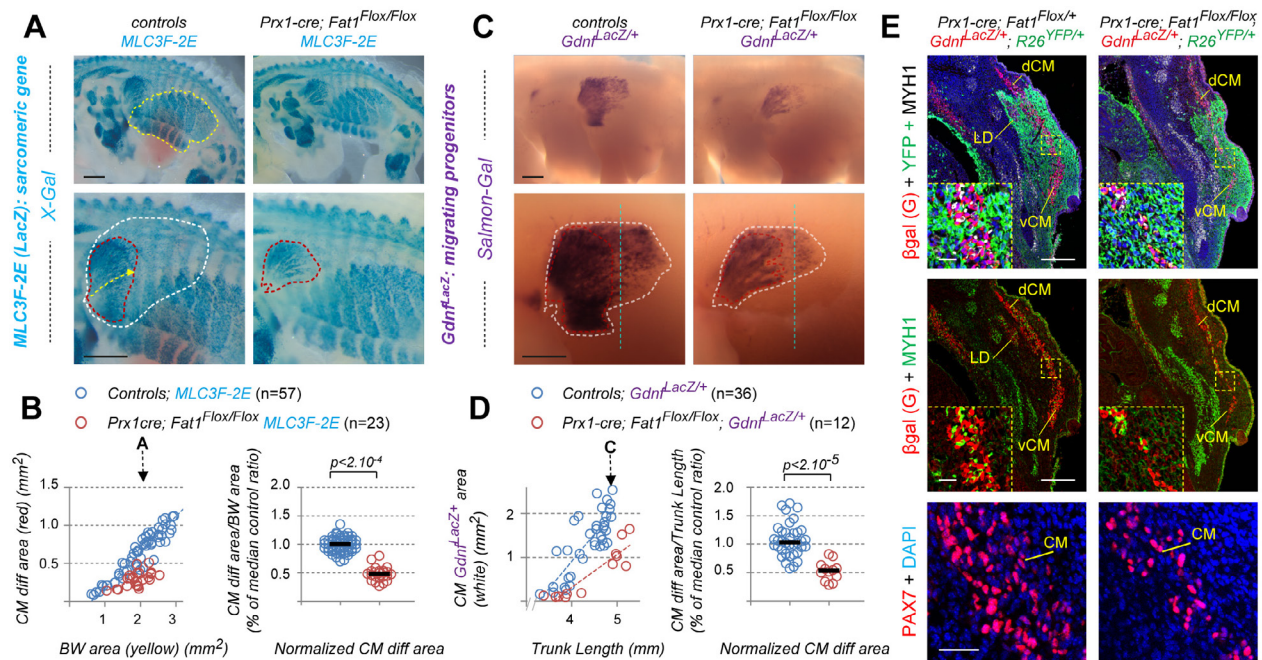 A
controls
MLC3F-2E
Prx1-cre; Fat1Flox/Flox
MLC3F-2E
MLC3F-2E (LacZ): sarcomeric gene
X-Gal
C
controls
GdnfLacZ/+
Prx1-cre; Fat1Flox/Flox
GdnfLacZ/+
GdnfLacZ: migrating progenitors
Salmon-Gal
E
Prx1-cre; Fat1Flox/+
GdnfLacZ/+; R26YFP/+
Prx1-cre; Fat1Flox/Flox;
GdnfLacZ/+; R26YFP/+
βgal (G) + YFP + MYH1
dCM
LD
vCM
dCM
vCM
βgal (G) + MYH1
dCM
LD
vCM
dCM
vCM
PAX7 + DAPI
CM
CM
B
Controls; MLC3F-2E (n=57)
Prx1cre; Fat1Flox/Flox MLC3F-2E (n=23)
A
CM diff area (red) (mm2)
1.5
1.0
0.5
1
2
3
BW area (yellow) (mm2)
CM diff area/BW area
(% of median control ratio)
p<2.10-4
2.0
1.5
1.0
0.5
Normalized CM diff area
D
Controls; GdnfLacZ/+ (n=36)
Prx1-cre; Fat1Flox/Flox; GdnfLacZ/+ (n=12)
C
CM GdnfLacZ+ area
(white) (mm2)
2
1
4
5
Trunk Length (mm)
CM diff area/Trunk Length
(% of median control ratio)
p<2.10-5
2.0
1.5
1.0
0.5
Normalized CM diff area